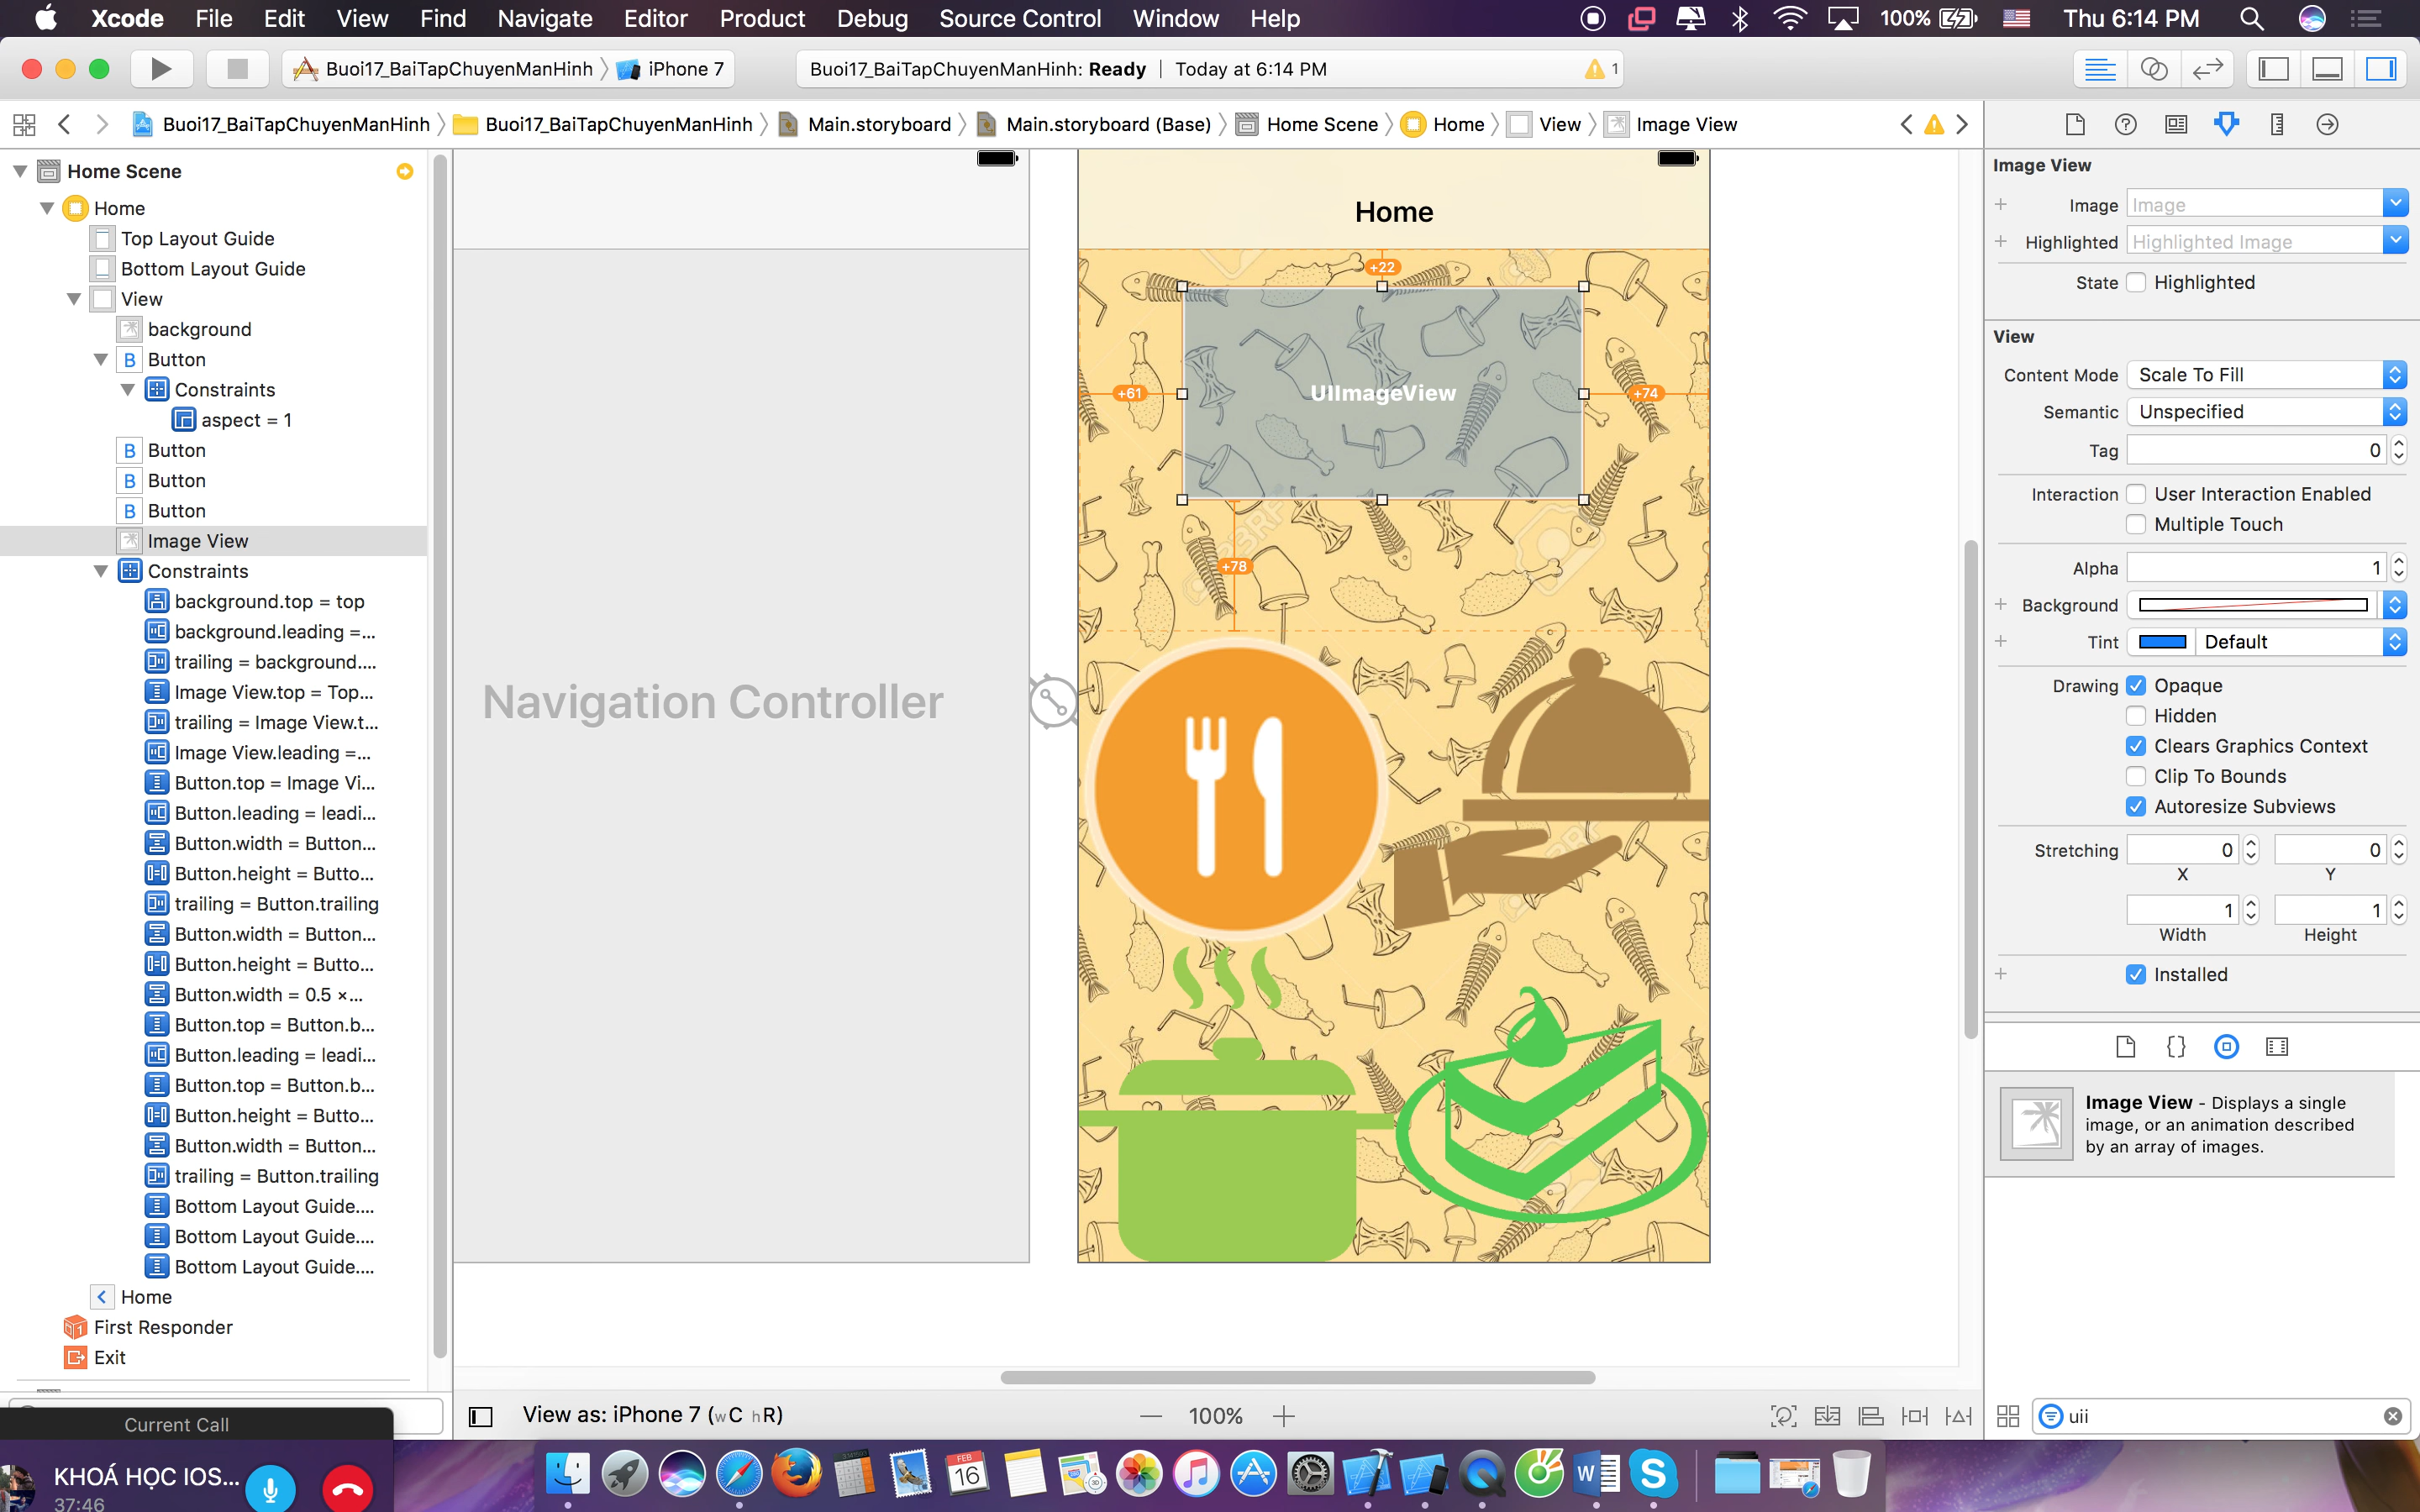 Xcode File Edit View Find Navigate Editor Product Debug Source Control Window Help 100% Thu 6:14 PM
Buoi17_BaiTapChuyenManHinh iPhone 7 Buoi17_BaiTapChuyenManHinh: Ready Today at 6:14 PM 1
Buoi17_BaiTapChuyenManHinh Buoi17_BaiTapChuyenManHinh Main.storyboard Main.storyboard (Base) Home Scene Home View Image View
Home Scene
Home
Top Layout Guide
Bottom Layout Guide
View
background
B Button
Constraints
aspect = 1
B Button
B Button
B Button
Image View
Constraints
background.top = top
background.leading =...
trailing = background....
Image View.top = Top...
trailing = Image View.t...
Image View.leading =...
Button.top = Image Vi...
Button.leading = leadi...
Button.width = Button...
Button.height = Butto...
trailing = Button.trailing
Button.width = Button...
Button.height = Butto...
Button.width = 0.5 ×...
Button.top = Button.b...
Button.leading = leadi...
Button.top = Button.b...
Button.height = Butto...
Button.width = Button...
trailing = Button.trailing
Bottom Layout Guide....
Bottom Layout Guide....
Bottom Layout Guide....
Home
First Responder
Exit
Navigation Controller
Home
+22
+61
UIImageView
+74
+78
View as: iPhone 7 (wC hR)
100%
Image View
Image Image
Highlighted Highlighted Image
State Highlighted
View
Content Mode Scale To Fill
Semantic Unspecified
Tag 0
Interaction User Interaction Enabled
Multiple Touch
Alpha 1
Background
Tint Default
Drawing Opaque
Hidden
Clears Graphics Context
Clip To Bounds
Autoresize Subviews
Stretching 0 0
X Y
1 1
Width Height
Installed
Image View - Displays a single
image, or an animation described
by an array of images.
uii
Current Call
KHOÁ HỌC IOS...
37:46
FEB
16